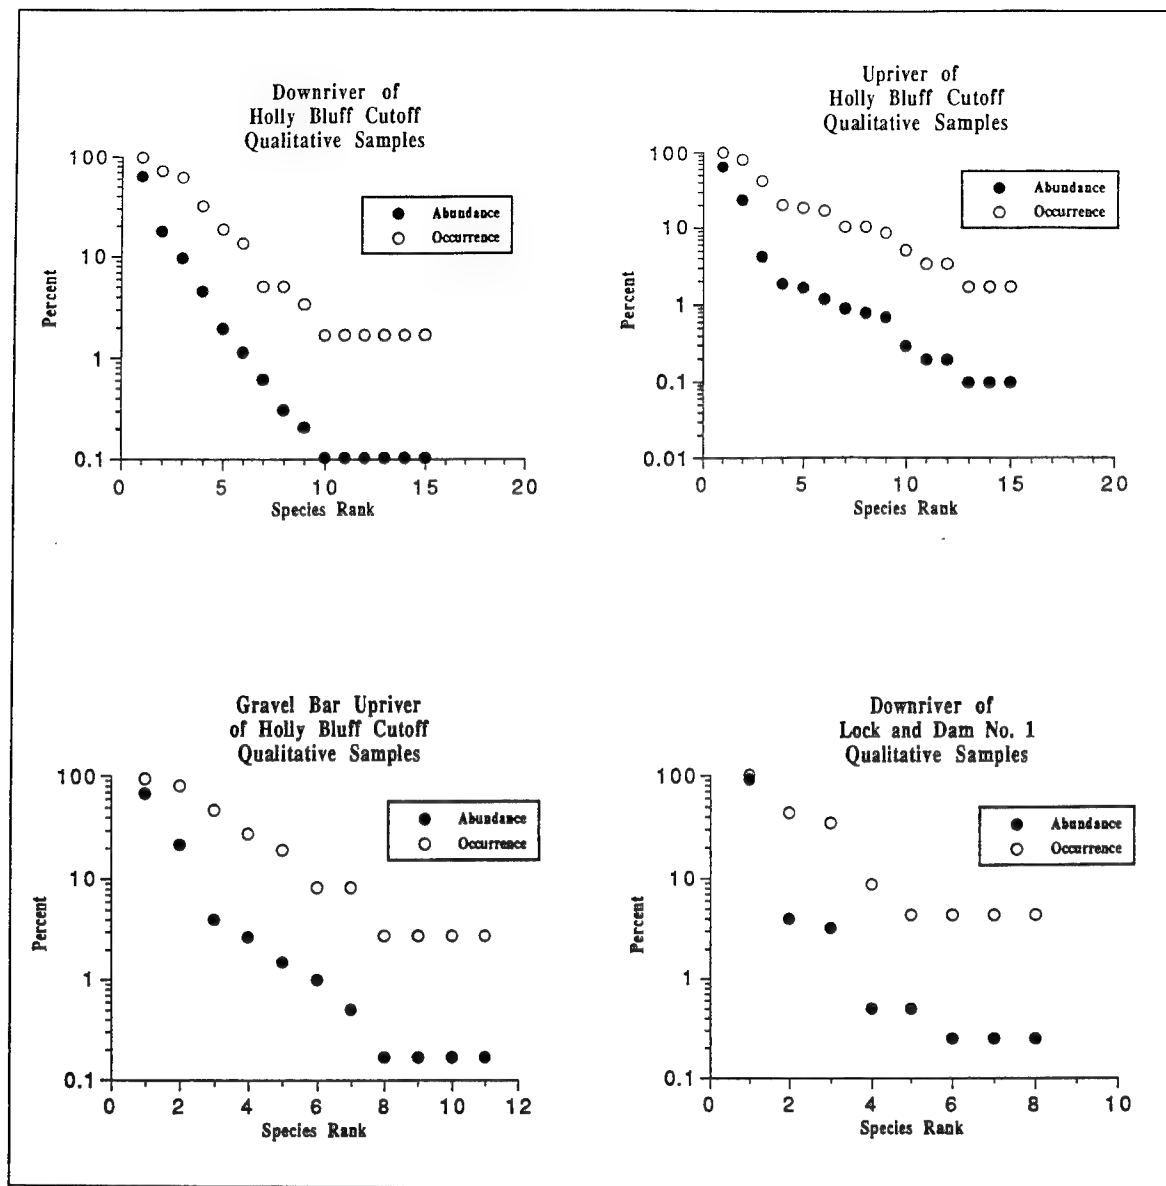 Downriver of
Holly Bluff Cutoff
Qualitative Samples
100
10
1
0.1
Percent
Abundance
Occurrence
0
5
10
15
20
Species Rank
Upriver of
Holly Bluff Cutoff
Qualitative Samples
100
10
1
0.1
0.01
Percent
Abundance
Occurrence
0
5
10
15
20
Species Rank
Gravel Bar Upriver
of Holly Bluff Cutoff
Qualitative Samples
100
10
1
0.1
Percent
Abundance
Occurrence
0
2
4
6
8
10
12
Species Rank
Downriver of
Lock and Dam No. 1
Qualitative Samples
100
10
1
0.1
Percent
Abundance
Occurrence
0
2
4
6
8
10
Species Rank